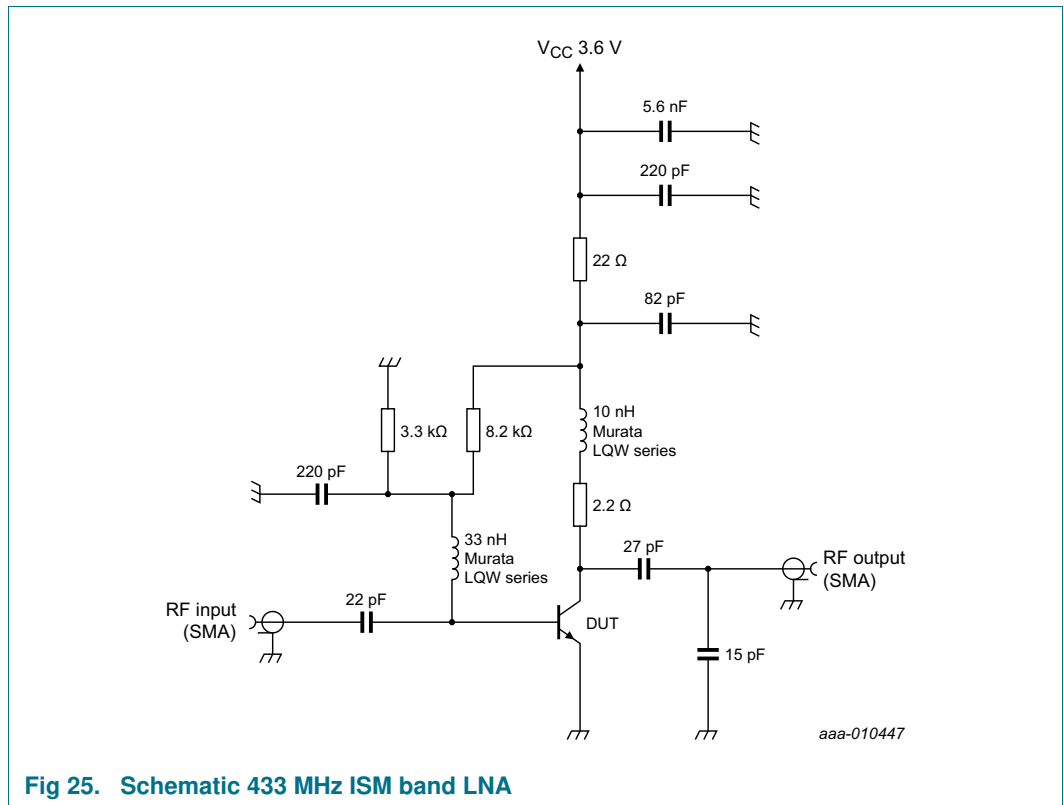 VCC 3.6 V
5.6 nF
220 pF
22 Ω
82 pF
3.3 kΩ
8.2 kΩ
10 nH
Murata
LQW series
220 pF
2.2 Ω
33 nH
Murata
LQW series
27 pF
RF output
(SMA)
RF input
(SMA)
22 pF
DUT
15 pF
aaa-010447
Fig 25. Schematic 433 MHz ISM band LNA